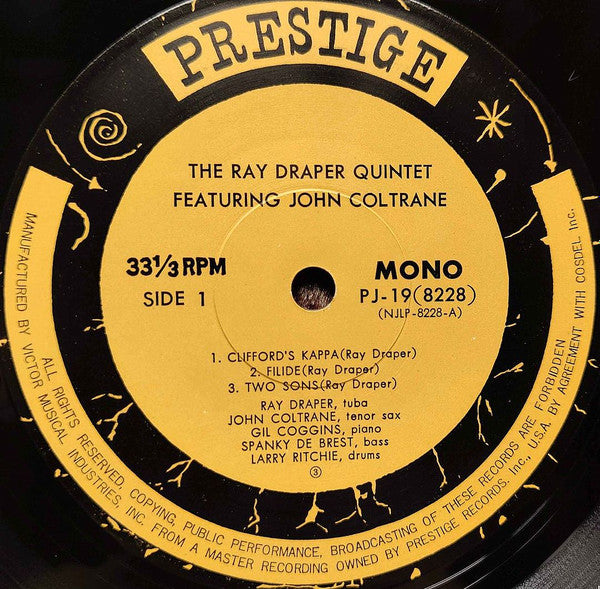 PRESTIGE
THE RAY DRAPER QUINTET
FEATURING JOHN COLTRANE
33⅓ RPM
MONO
SIDE 1
PJ-19(8228)
(NJLP-8228-A)
1. CLIFFORD'S KAPPA(Ray Draper)
2. FILIDE(Ray Draper)
3. TWO SONS(Ray Draper)
RAY DRAPER, tuba
JOHN COLTRANE, tenor sax
GIL COGGINS, piano
SPANKY DE BREST, bass
LARRY RITCHIE, drums
③
MANUFACTURED BY VICTOR MUSICAL INDUSTRIES, INC. FROM A MASTER RECORDING OWNED BY PRESTIGE RECORDS. Inc., U.S.A. BY AGREEMENT WITH COSDEL Inc.
ALL RIGHTS RESERVED, COPYING, PUBLIC PERFORMANCE, BROADCASTING OF THESE RECORDS ARE FORBIDDEN